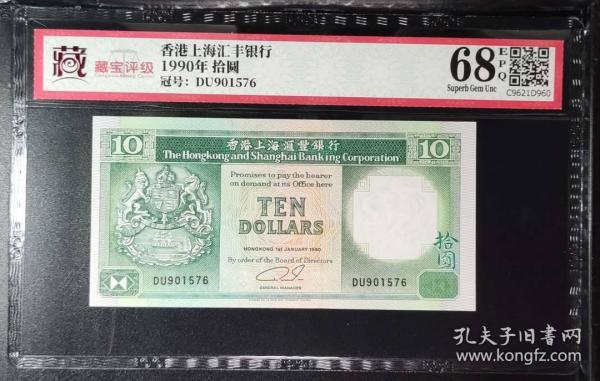 藏
藏宝评级
香港上海汇丰银行
1990年 拾圆
冠号: DU901576
68
EPQ
Superb Gem Unc
C9621D960
10
香港上海滙豐銀行
10
The Hongkong and Shanghai Banking Corporation
Promises to pay the bearer
on demand at its Office here
TEN
DOLLARS
HONGKONG 1st JANUARY 1990
By order of the Board of Directors
GENERAL MANAGER
拾圓
DU901576
DU901576
孔夫子旧书网
www.kongfz.com